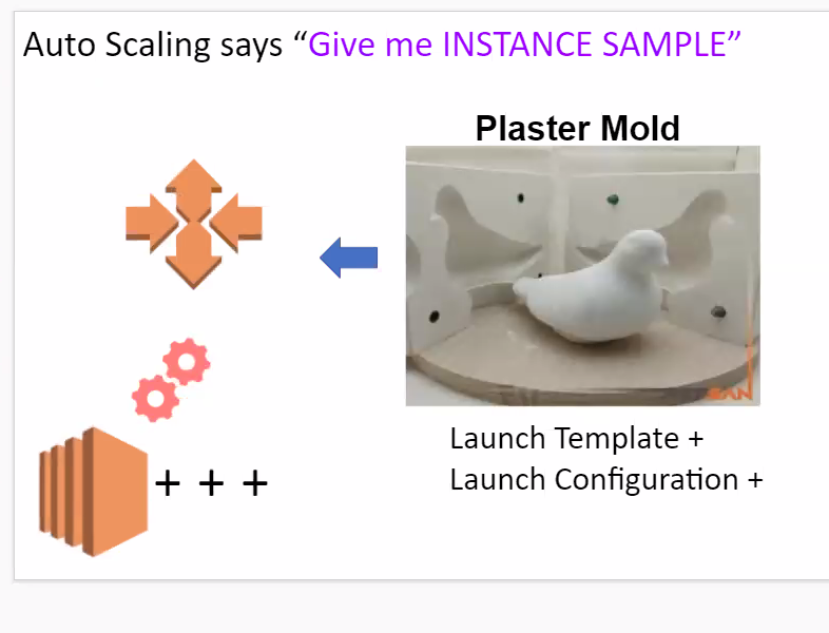 Auto Scaling says “Give me INSTANCE SAMPLE”
Plaster Mold
+ + +
Launch Template +
Launch Configuration +